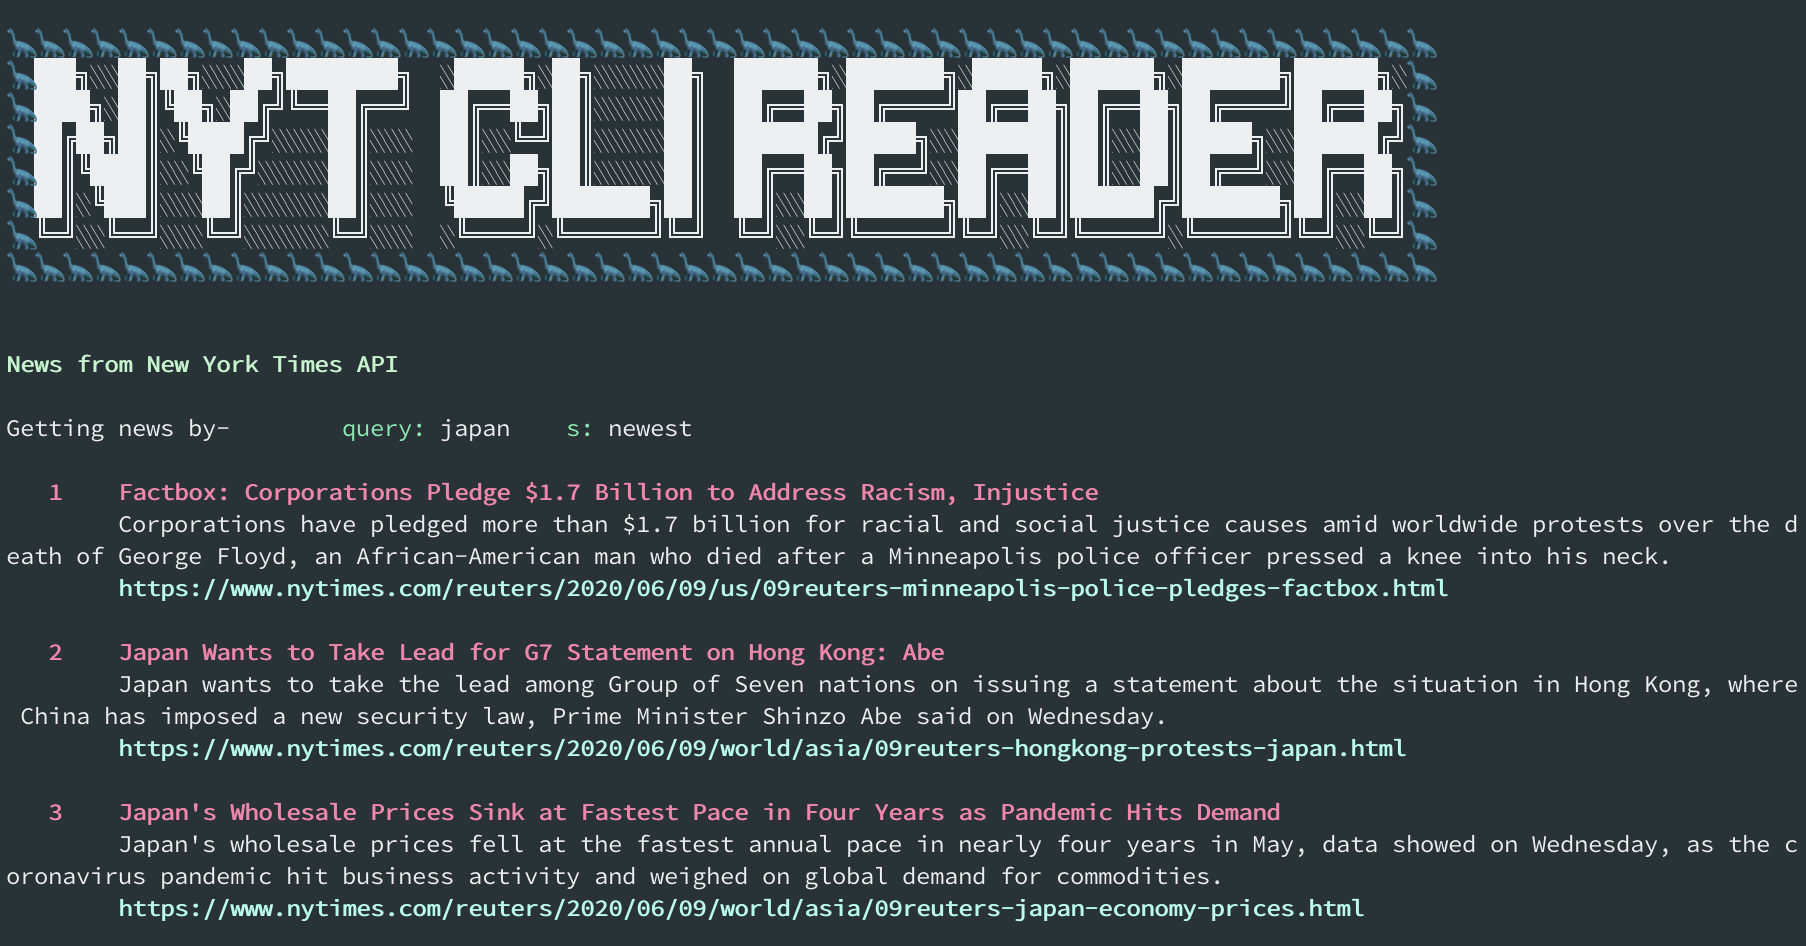 NYT CLI READER
News from New York Times API
Getting news by- query: japan s: newest
1 Factbox: Corporations Pledge $1.7 Billion to Address Racism, Injustice
Corporations have pledged more than $1.7 billion for racial and social justice causes amid worldwide protests over the d
eath of George Floyd, an African-American man who died after a Minneapolis police officer pressed a knee into his neck.
https://www.nytimes.com/reuters/2020/06/09/us/09reuters-minneapolis-police-pledges-factbox.html
2 Japan Wants to Take Lead for G7 Statement on Hong Kong: Abe
Japan wants to take the lead among Group of Seven nations on issuing a statement about the situation in Hong Kong, where
China has imposed a new security law, Prime Minister Shinzo Abe said on Wednesday.
https://www.nytimes.com/reuters/2020/06/09/world/asia/09reuters-hongkong-protests-japan.html
3 Japan's Wholesale Prices Sink at Fastest Pace in Four Years as Pandemic Hits Demand
Japan's wholesale prices fell at the fastest annual pace in nearly four years in May, data showed on Wednesday, as the c
oronavirus pandemic hit business activity and weighed on global demand for commodities.
https://www.nytimes.com/reuters/2020/06/09/world/asia/09reuters-japan-economy-prices.html